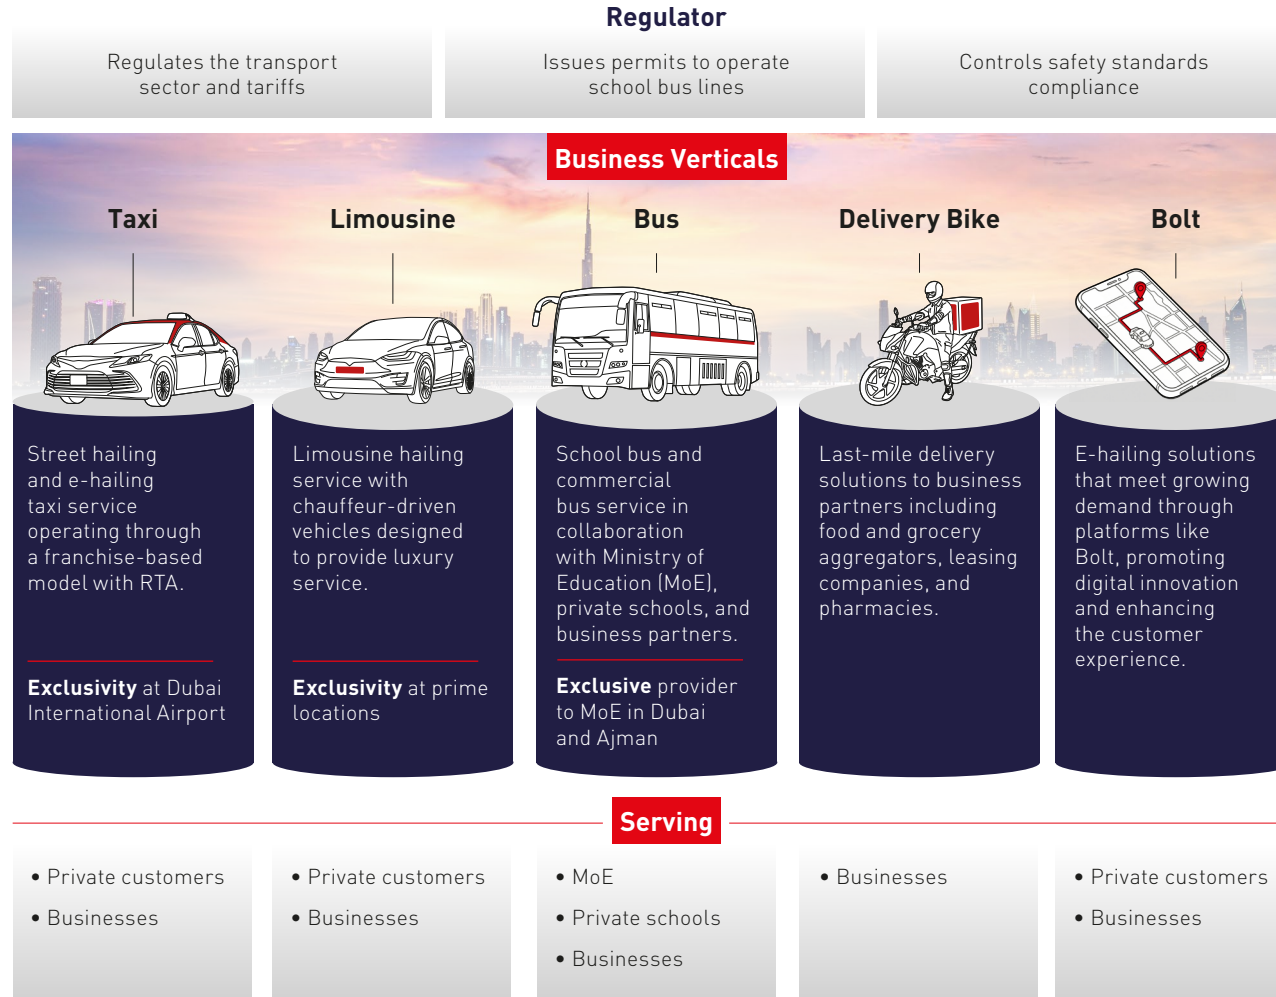 Regulator
Regulates the transport
sector and tariffs
Issues permits to operate
school bus lines
Controls safety standards
compliance
Business Verticals
Taxi
Limousine
Bus
Delivery Bike
Bolt
Street hailing
and e-hailing
taxi service
operating through
a franchise-based
model with RTA.
Exclusivity at Dubai
International Airport
Limousine hailing
service with
chauffeur-driven
vehicles designed
to provide luxury
service.
Exclusivity at prime
locations
School bus and
commercial
bus service in
collaboration
with Ministry of
Education (MoE),
private schools, and
business partners.
Exclusive provider
to MoE in Dubai
and Ajman
Last-mile delivery
solutions to business
partners including
food and grocery
aggregators, leasing
companies, and
pharmacies.
E-hailing solutions
that meet growing
demand through
platforms like
Bolt, promoting
digital innovation
and enhancing
the customer
experience.
Serving
• Private customers
• Businesses
• Private customers
• Businesses
• MoE
• Private schools
• Businesses
• Businesses
• Private customers
• Businesses